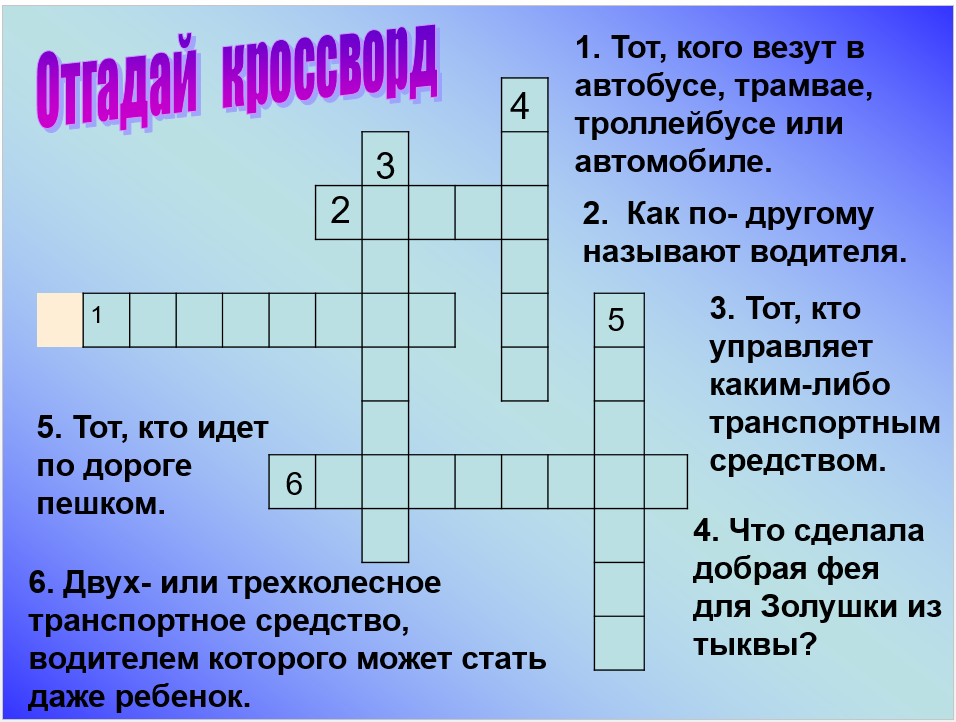 Отгадай кроссворд
1. Тот, кого везут в
автобусе, трамвае,
троллейбусе или
автомобиле.
4
3
2
2. Как по- другому
называют водителя.
1
5
3. Тот, кто
управляет
каким-либо
транспортным
средством.
5. Тот, кто идет
по дороге
пешком.
6
4. Что сделала
добрая фея
для Золушки из
тыквы?
6. Двух- или трехколесное
транспортное средство,
водителем которого может стать
даже ребенок.